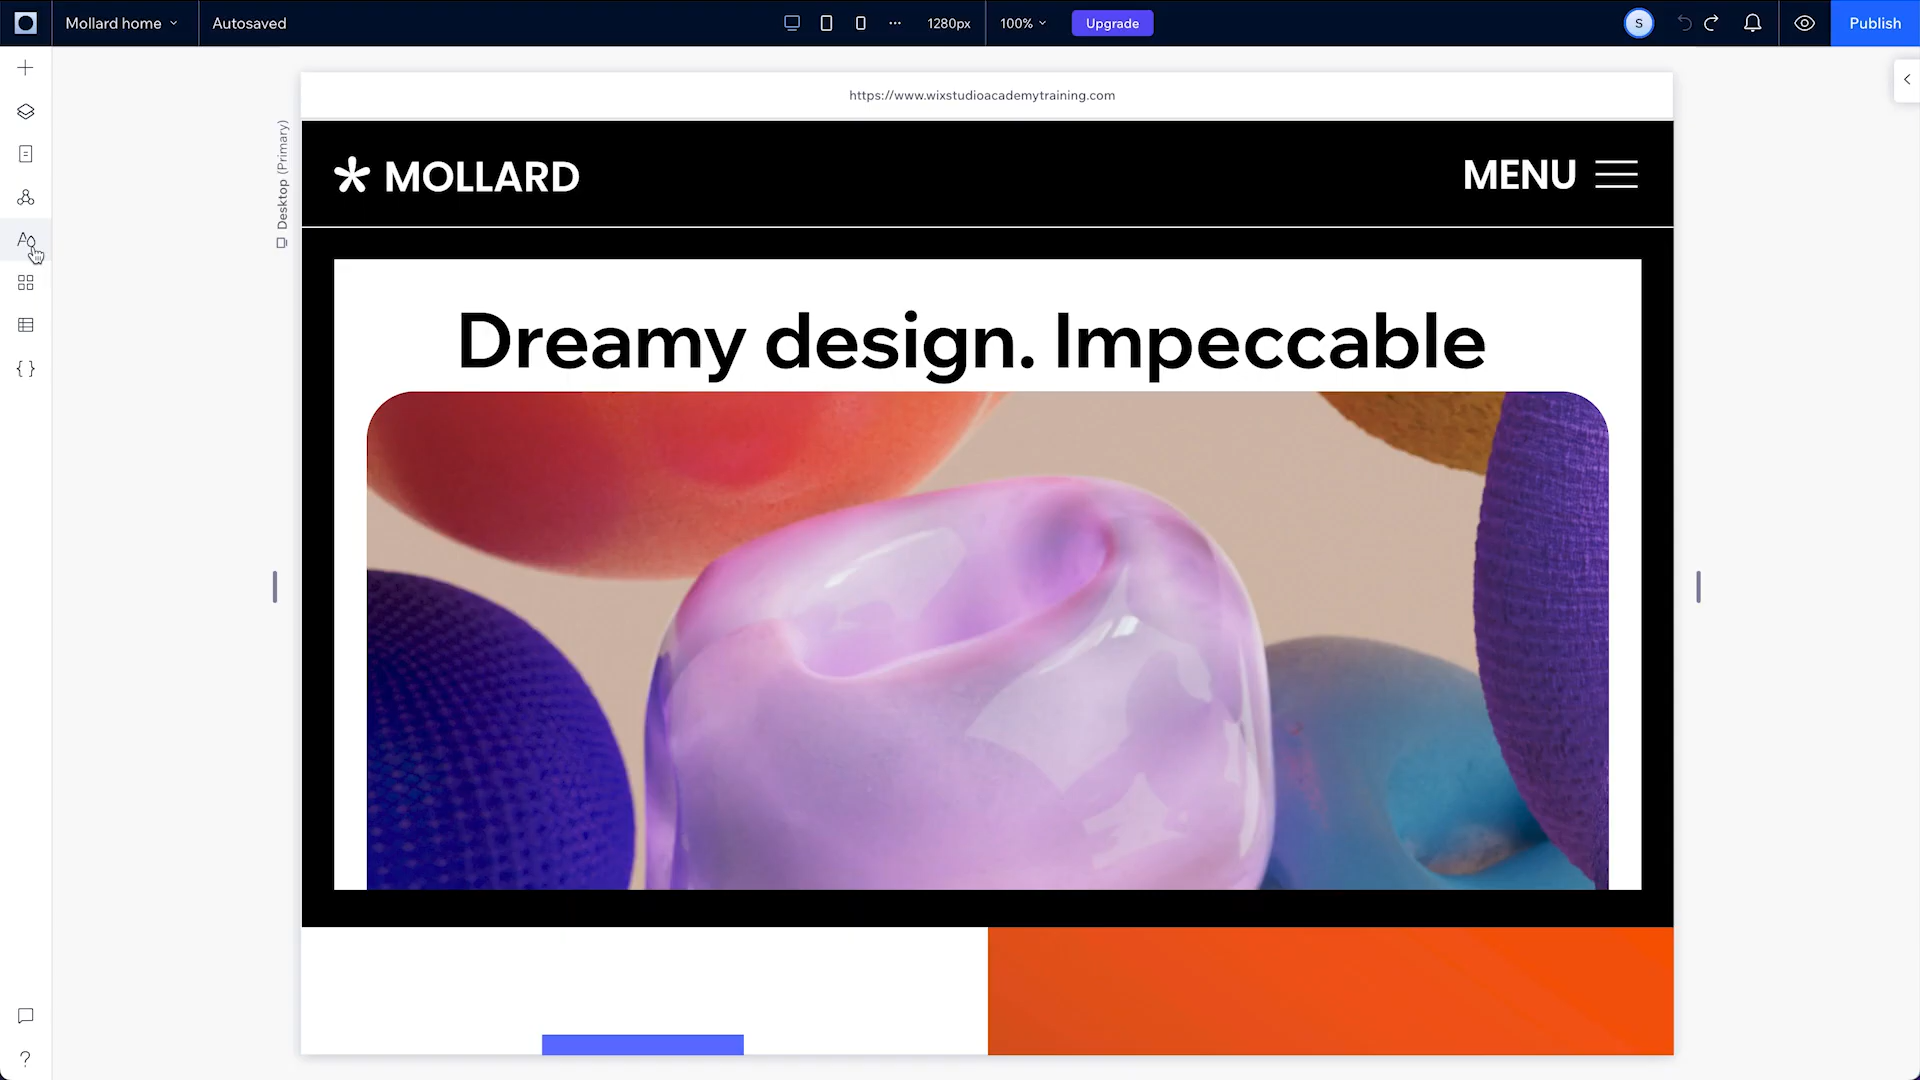 Mollard home
Autosaved
1280px
100%
Upgrade
S
Publish
https://www.wixstudioacademytraining.com
Desktop (Primary)
MOLLARD
MENU
Dreamy design. Impeccable